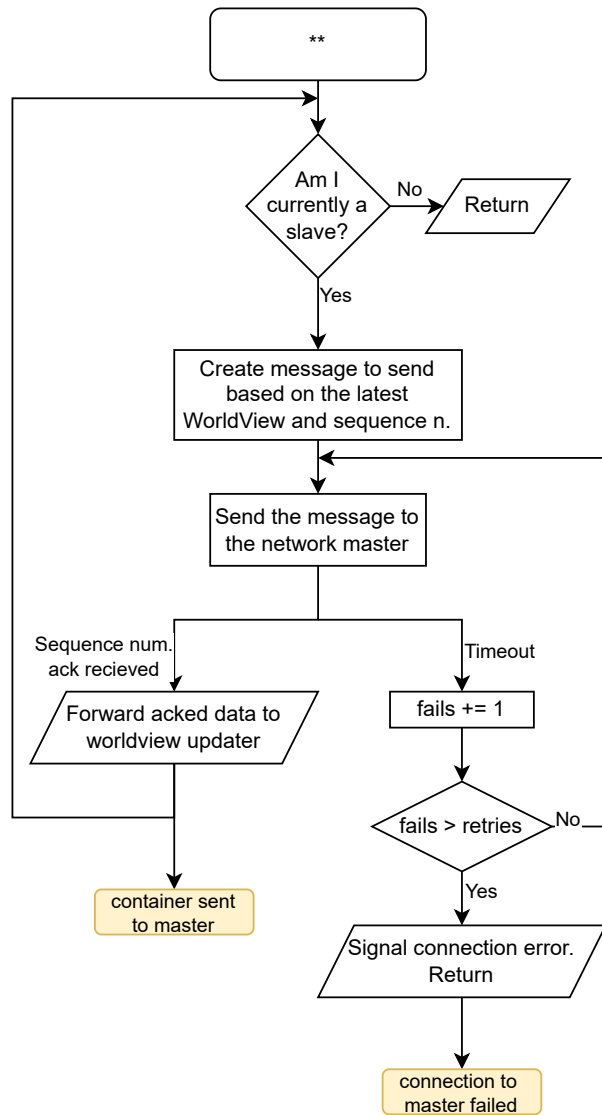 **
Am I
currently a
slave?
No
Return
Yes
Create message to send
based on the latest
WorldView and sequence n.
Send the message to
the network master
Sequence num.
ack recieved
Timeout
Forward acked data to
worldview updater
fails += 1
fails > retries
No
Yes
container sent
to master
Signal connection error.
Return
connection to
master failed